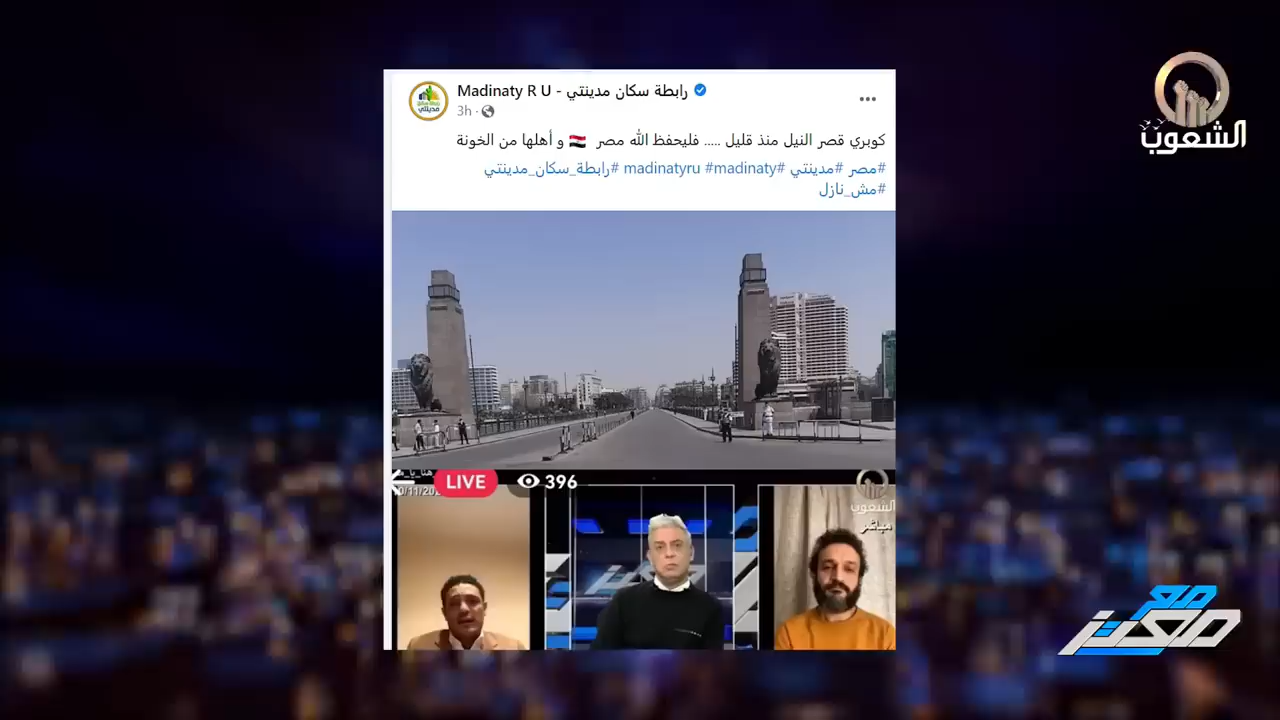 رابطة سكان مدينتي - Madinaty R U
3h
كوبري قصر النيل منذ قليل ..... فليحفظ الله مصر 🇪🇬 و أهلها من الخونة
#مصر #مدينتي #madinatyru #madinaty #رابطة_سكان_مدينتي
#مش_نازل
الشعوب
LIVE
396
الشعوب
مباشر
مع معتز